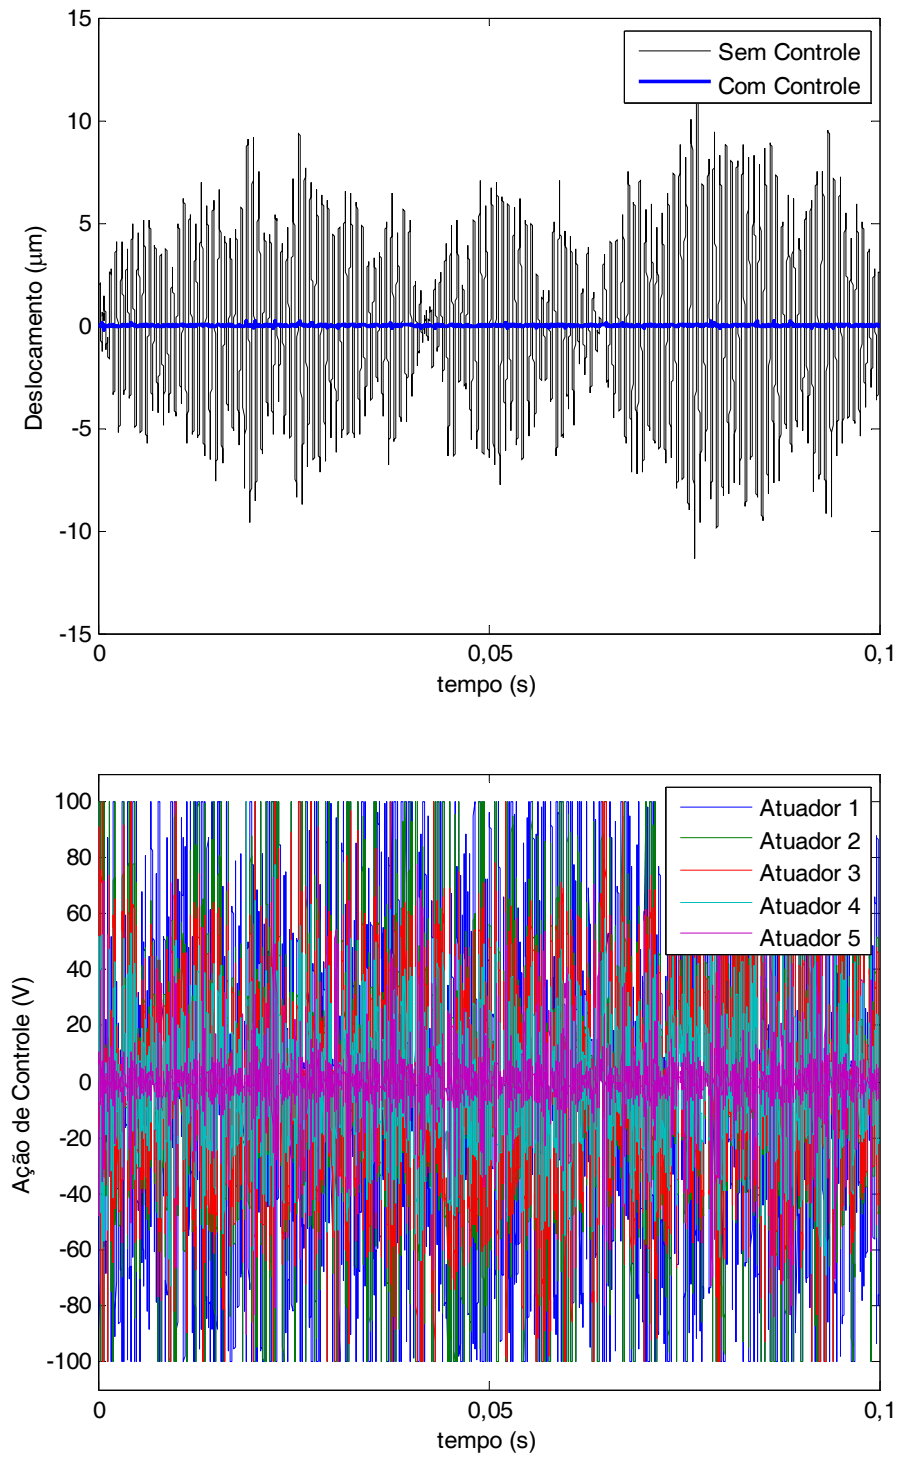 15
10
5
0
-5
-10
-15
Deslocamento (μm)
Sem Controle
Com Controle
0
0,05
0,1
tempo (s)
100
80
60
40
20
0
-20
-40
-60
-80
-100
Ação de Controle (V)
Atuador 1
Atuador 2
Atuador 3
Atuador 4
Atuador 5
0
0,05
0,1
tempo (s)